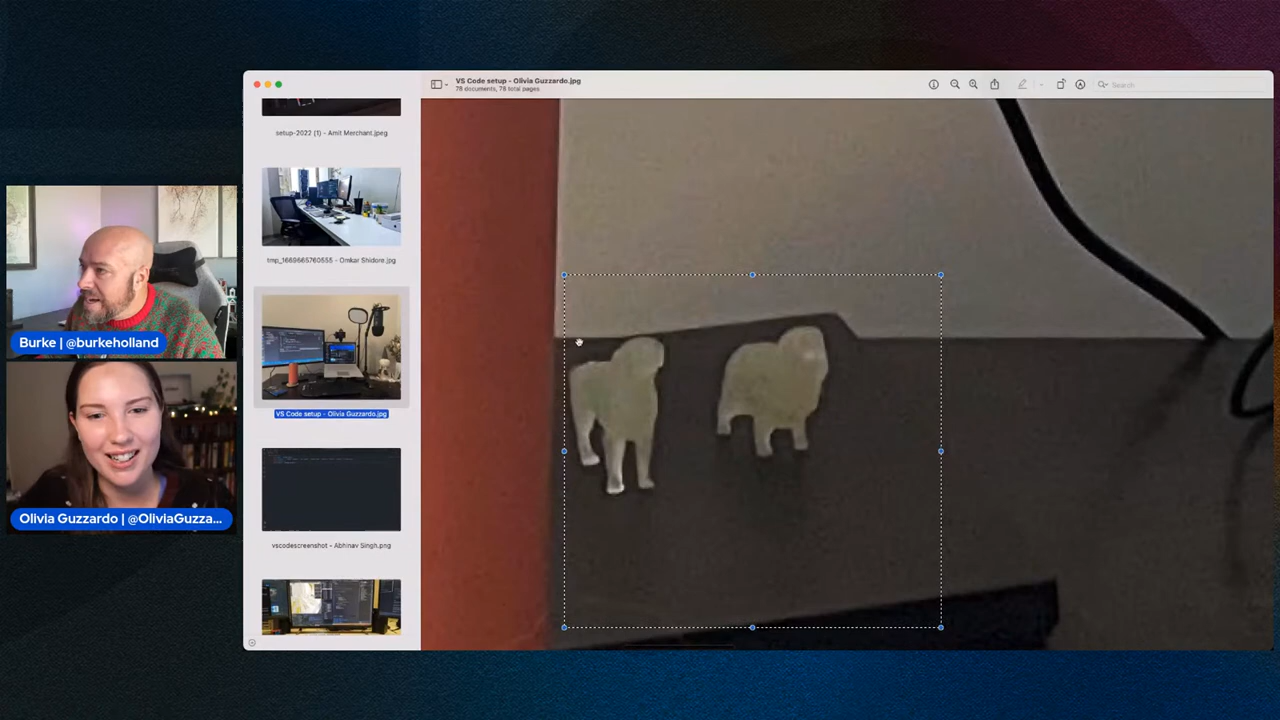 VS Code setup - Olivia Guzzardo.jpg
78 documents, 78 total pages
Search
setup-2022 (1) - Amit Merchant.jpeg
tmp_1669665760555 - Omkar Shidore.jpg
VS Code setup - Olivia Guzzardo.jpg
vscodescreenshot - Abhinav Singh.png
Burke | @burkeholland
Olivia Guzzardo | @OliviaGuzza...